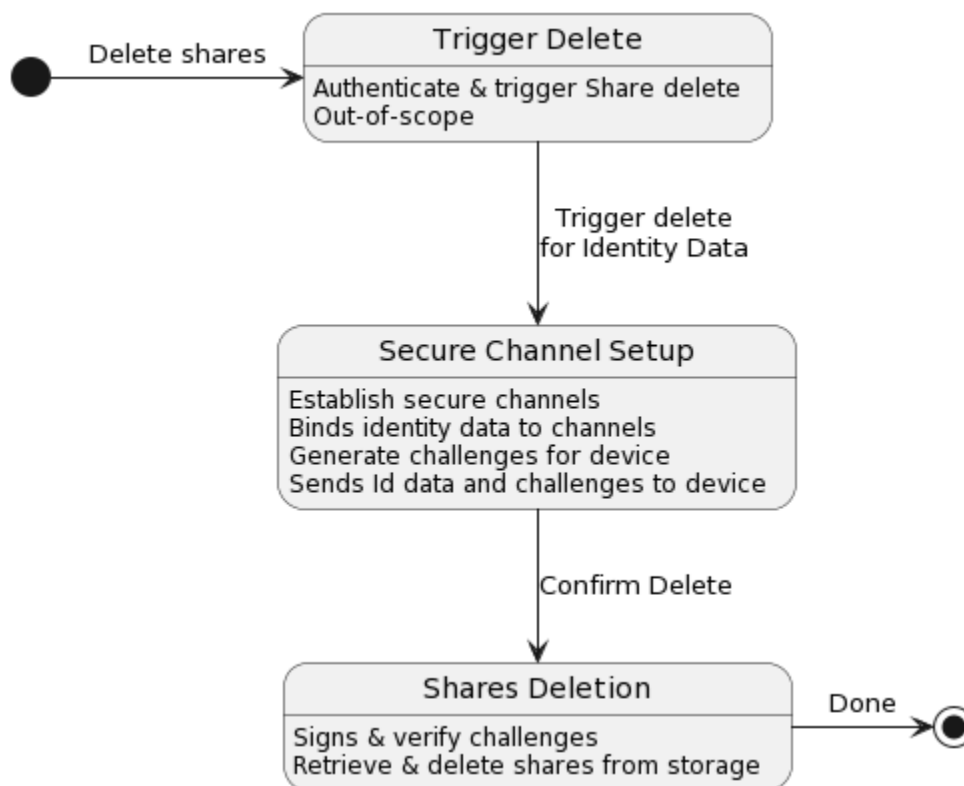 Delete shares
Trigger Delete
Authenticate & trigger Share delete
Out-of-scope
Trigger delete
for Identity Data
Secure Channel Setup
Establish secure channels
Binds identity data to channels
Generate challenges for device
Sends Id data and challenges to device
Confirm Delete
Shares Deletion
Done
Signs & verify challenges
Retrieve & delete shares from storage